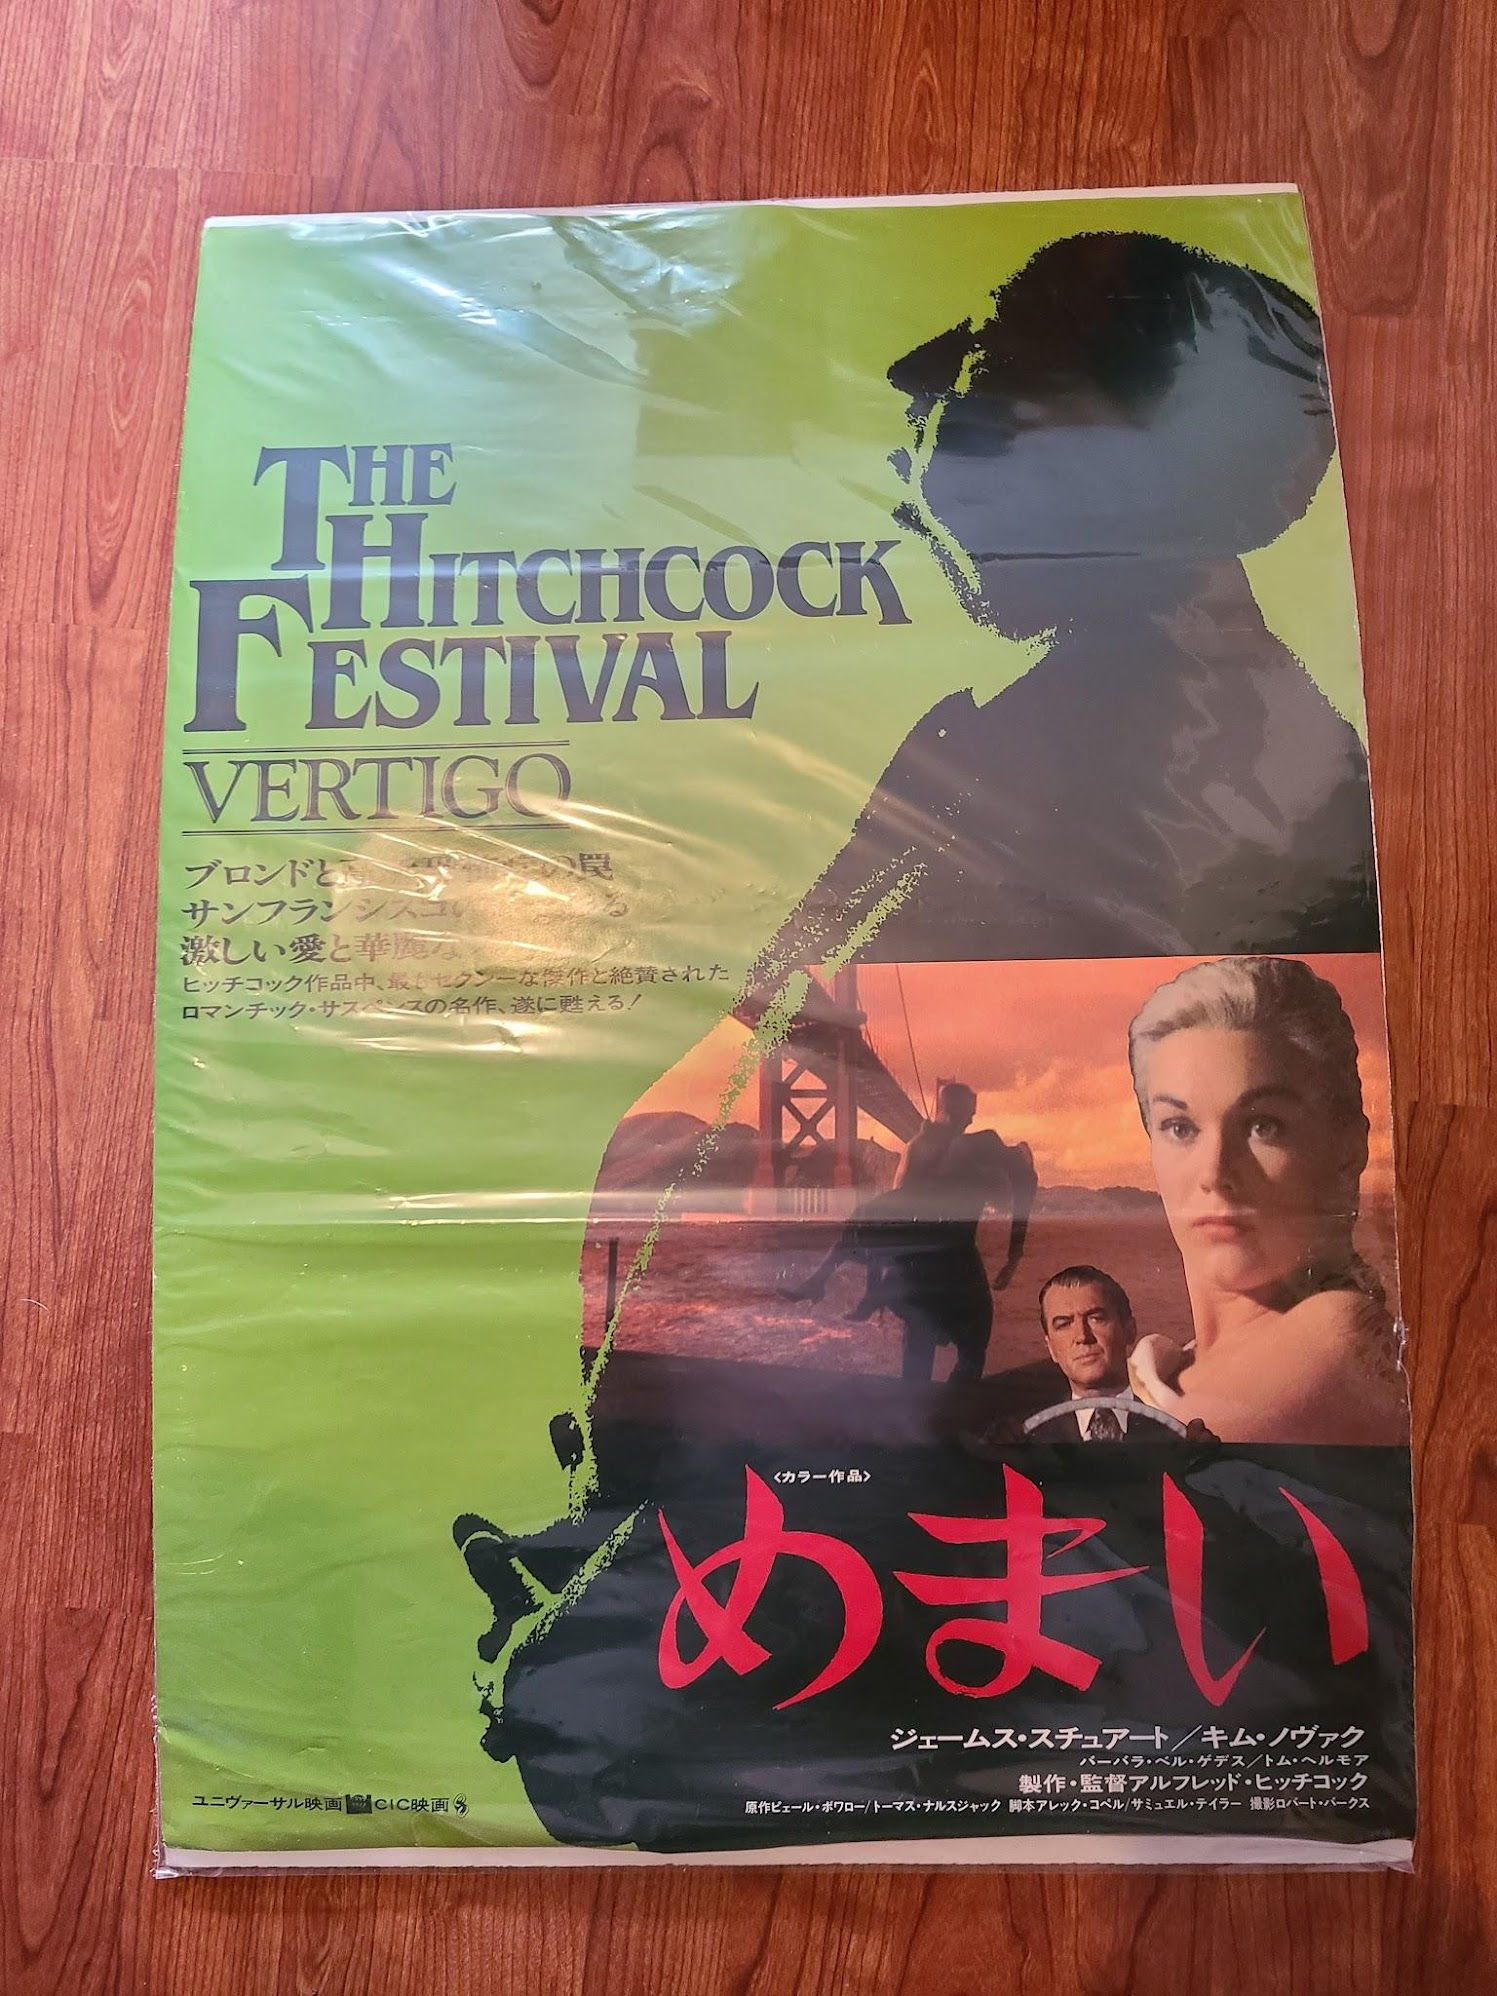 THE
HITCHCOCK
FESTIVAL
VERTIGO
ブロンドと の罠
サンフランシスコ る
激しい愛と華麗な
ヒッチコック作品中、最もセクシーな傑作と絶賛された
ロマンチック・サスペンスの名作、遂に甦える!
〈カラー作品〉
めまい
ジェームス・スチュアート/キム・ノヴァク
バーバラ・ベル・ゲデス/トム・ヘルモア
製作・監督アルフレッド・ヒッチコック
原作ピェール・ボワロー/トーマス・ナルスジャック 脚本アレック・コペル/サミュエル・テイラー 撮影ロバート・バークス
ユニヴァーサル映画 CIC映画